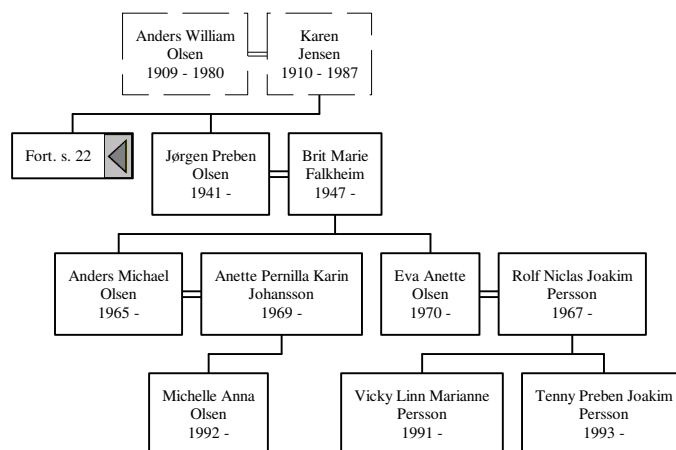 Anders William
Olsen
1909 - 1980
Karen
Jensen
1910 - 1987
Fort. s. 22
Jørgen Preben
Olsen
1941 -
Brit Marie
Falkheim
1947 -
Anders Michael
Olsen
1965 -
Anette Pernilla Karin
Johansson
1969 -
Eva Anette
Olsen
1970 -
Rolf Niclas Joakim
Persson
1967 -
Michelle Anna
Olsen
1992 -
Vicky Linn Marianne
Persson
1991 -
Tenny Preben Joakim
Persson
1993 -